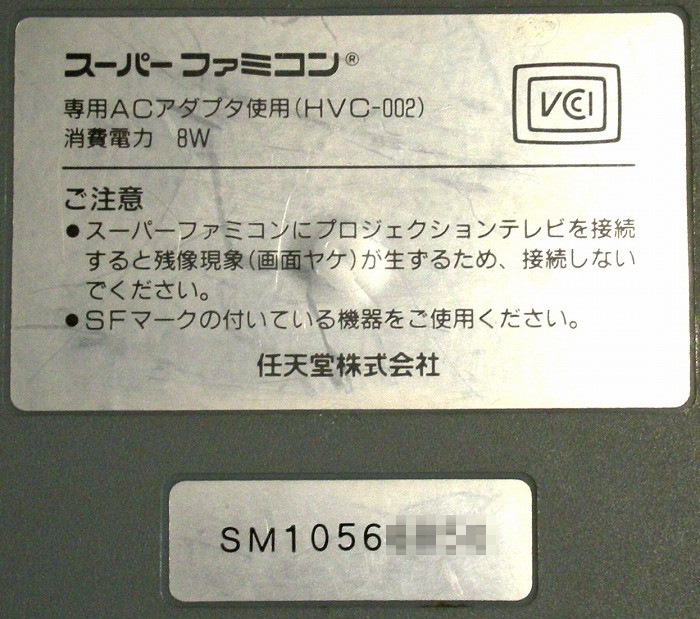 スーパーファミコン®
専用ACアダプタ使用(HVC-002)
消費電力 8W
VCCI
ご注意
●スーパーファミコンにプロジェクションテレビを接続
すると残像現象(画面ヤケ)が生ずるため、接続しない
でください。
●SFマークの付いている機器をご使用ください。
任天堂株式会社
SM1056